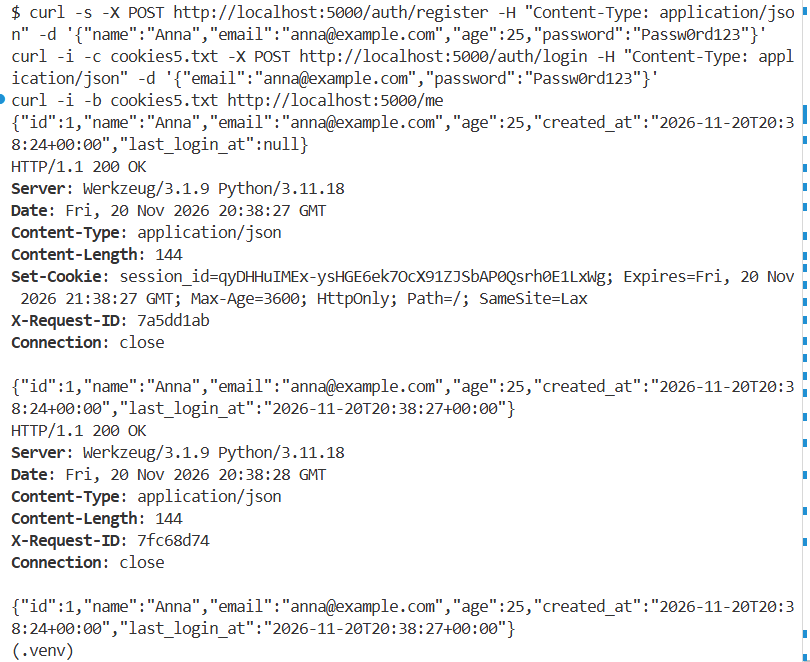 $ curl -s -X POST http://localhost:5000/auth/register -H "Content-Type: application/jso
n" -d '{"name":"Anna","email":"anna@example.com","age":25,"password":"Passw0rd123"}'
curl -i -c cookies5.txt -X POST http://localhost:5000/auth/login -H "Content-Type: appl
ication/json" -d '{"email":"anna@example.com","password":"Passw0rd123"}'
curl -i -b cookies5.txt http://localhost:5000/me
{"id":1,"name":"Anna","email":"anna@example.com","age":25,"created_at":"2026-11-20T20:3
8:24+00:00","last_login_at":null}
HTTP/1.1 200 OK
Server: Werkzeug/3.1.9 Python/3.11.18
Date: Fri, 20 Nov 2026 20:38:27 GMT
Content-Type: application/json
Content-Length: 144
Set-Cookie: session_id=qyDHHuIMEx-ysHGE6ek7OcX91ZJSbAP0Qsrh0E1LxWg; Expires=Fri, 20 Nov
 2026 21:38:27 GMT; Max-Age=3600; HttpOnly; Path=/; SameSite=Lax
X-Request-ID: 7a5dd1ab
Connection: close

{"id":1,"name":"Anna","email":"anna@example.com","age":25,"created_at":"2026-11-20T20:3
8:24+00:00","last_login_at":"2026-11-20T20:38:27+00:00"}
HTTP/1.1 200 OK
Server: Werkzeug/3.1.9 Python/3.11.18
Date: Fri, 20 Nov 2026 20:38:28 GMT
Content-Type: application/json
Content-Length: 144
X-Request-ID: 7fc68d74
Connection: close

{"id":1,"name":"Anna","email":"anna@example.com","age":25,"created_at":"2026-11-20T20:3
8:24+00:00","last_login_at":"2026-11-20T20:38:27+00:00"}
(.venv)